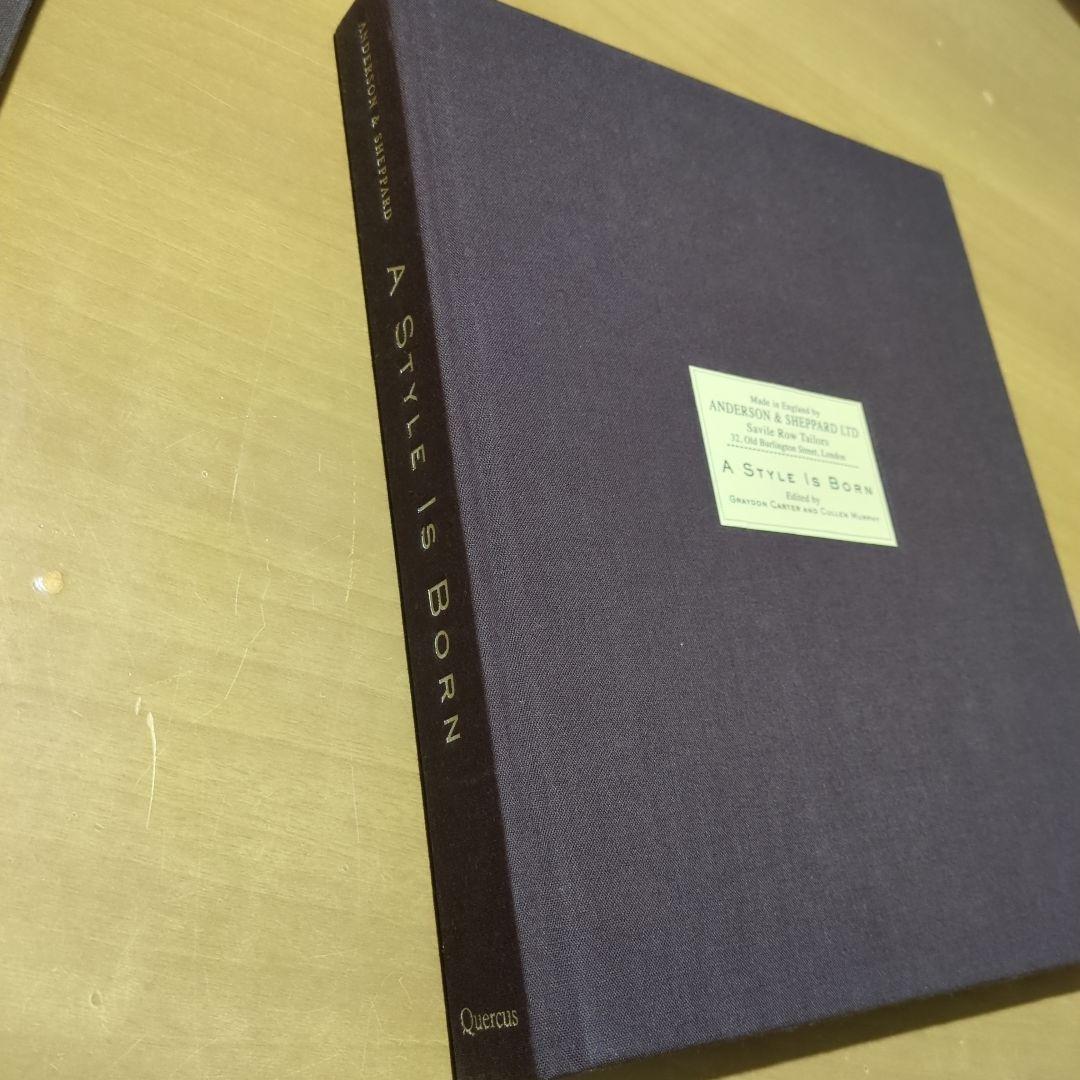 ANDERSON & SHEPPARD A STYLE IS BORN Quercus
Made in England by
ANDERSON & SHEPPARD LTD
Savile Row Tailors
32, Old Burlington Street, London
A STYLE IS BORN
Edited by
GRAYDON CARTER AND CULLEN MURPHY